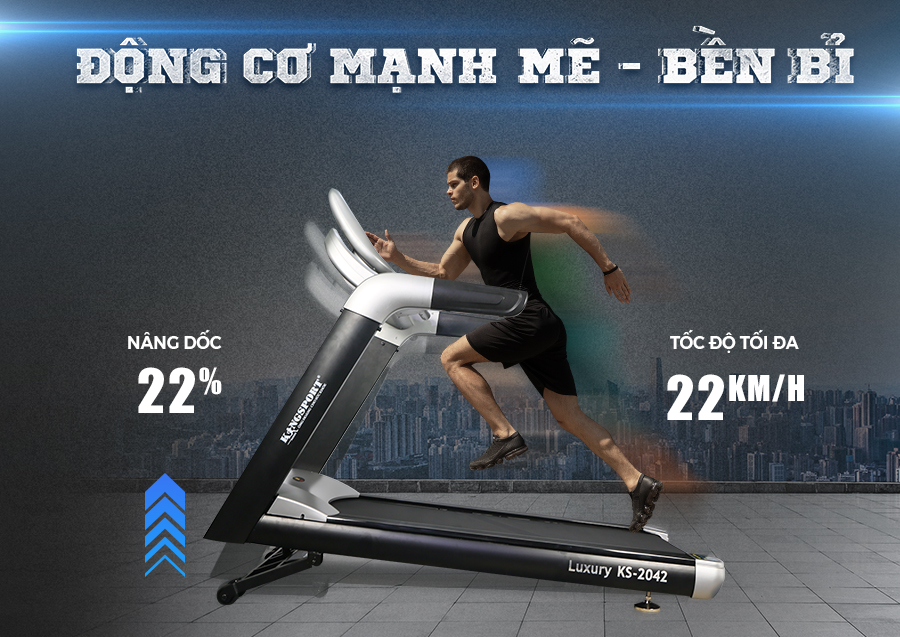 ĐỘNG CƠ MẠNH MẼ - BỀN BỈ
NÂNG DỐC
22%
TỐC ĐỘ TỐI ĐA
22KM/H
KINGSPORT
Luxury KS-2042